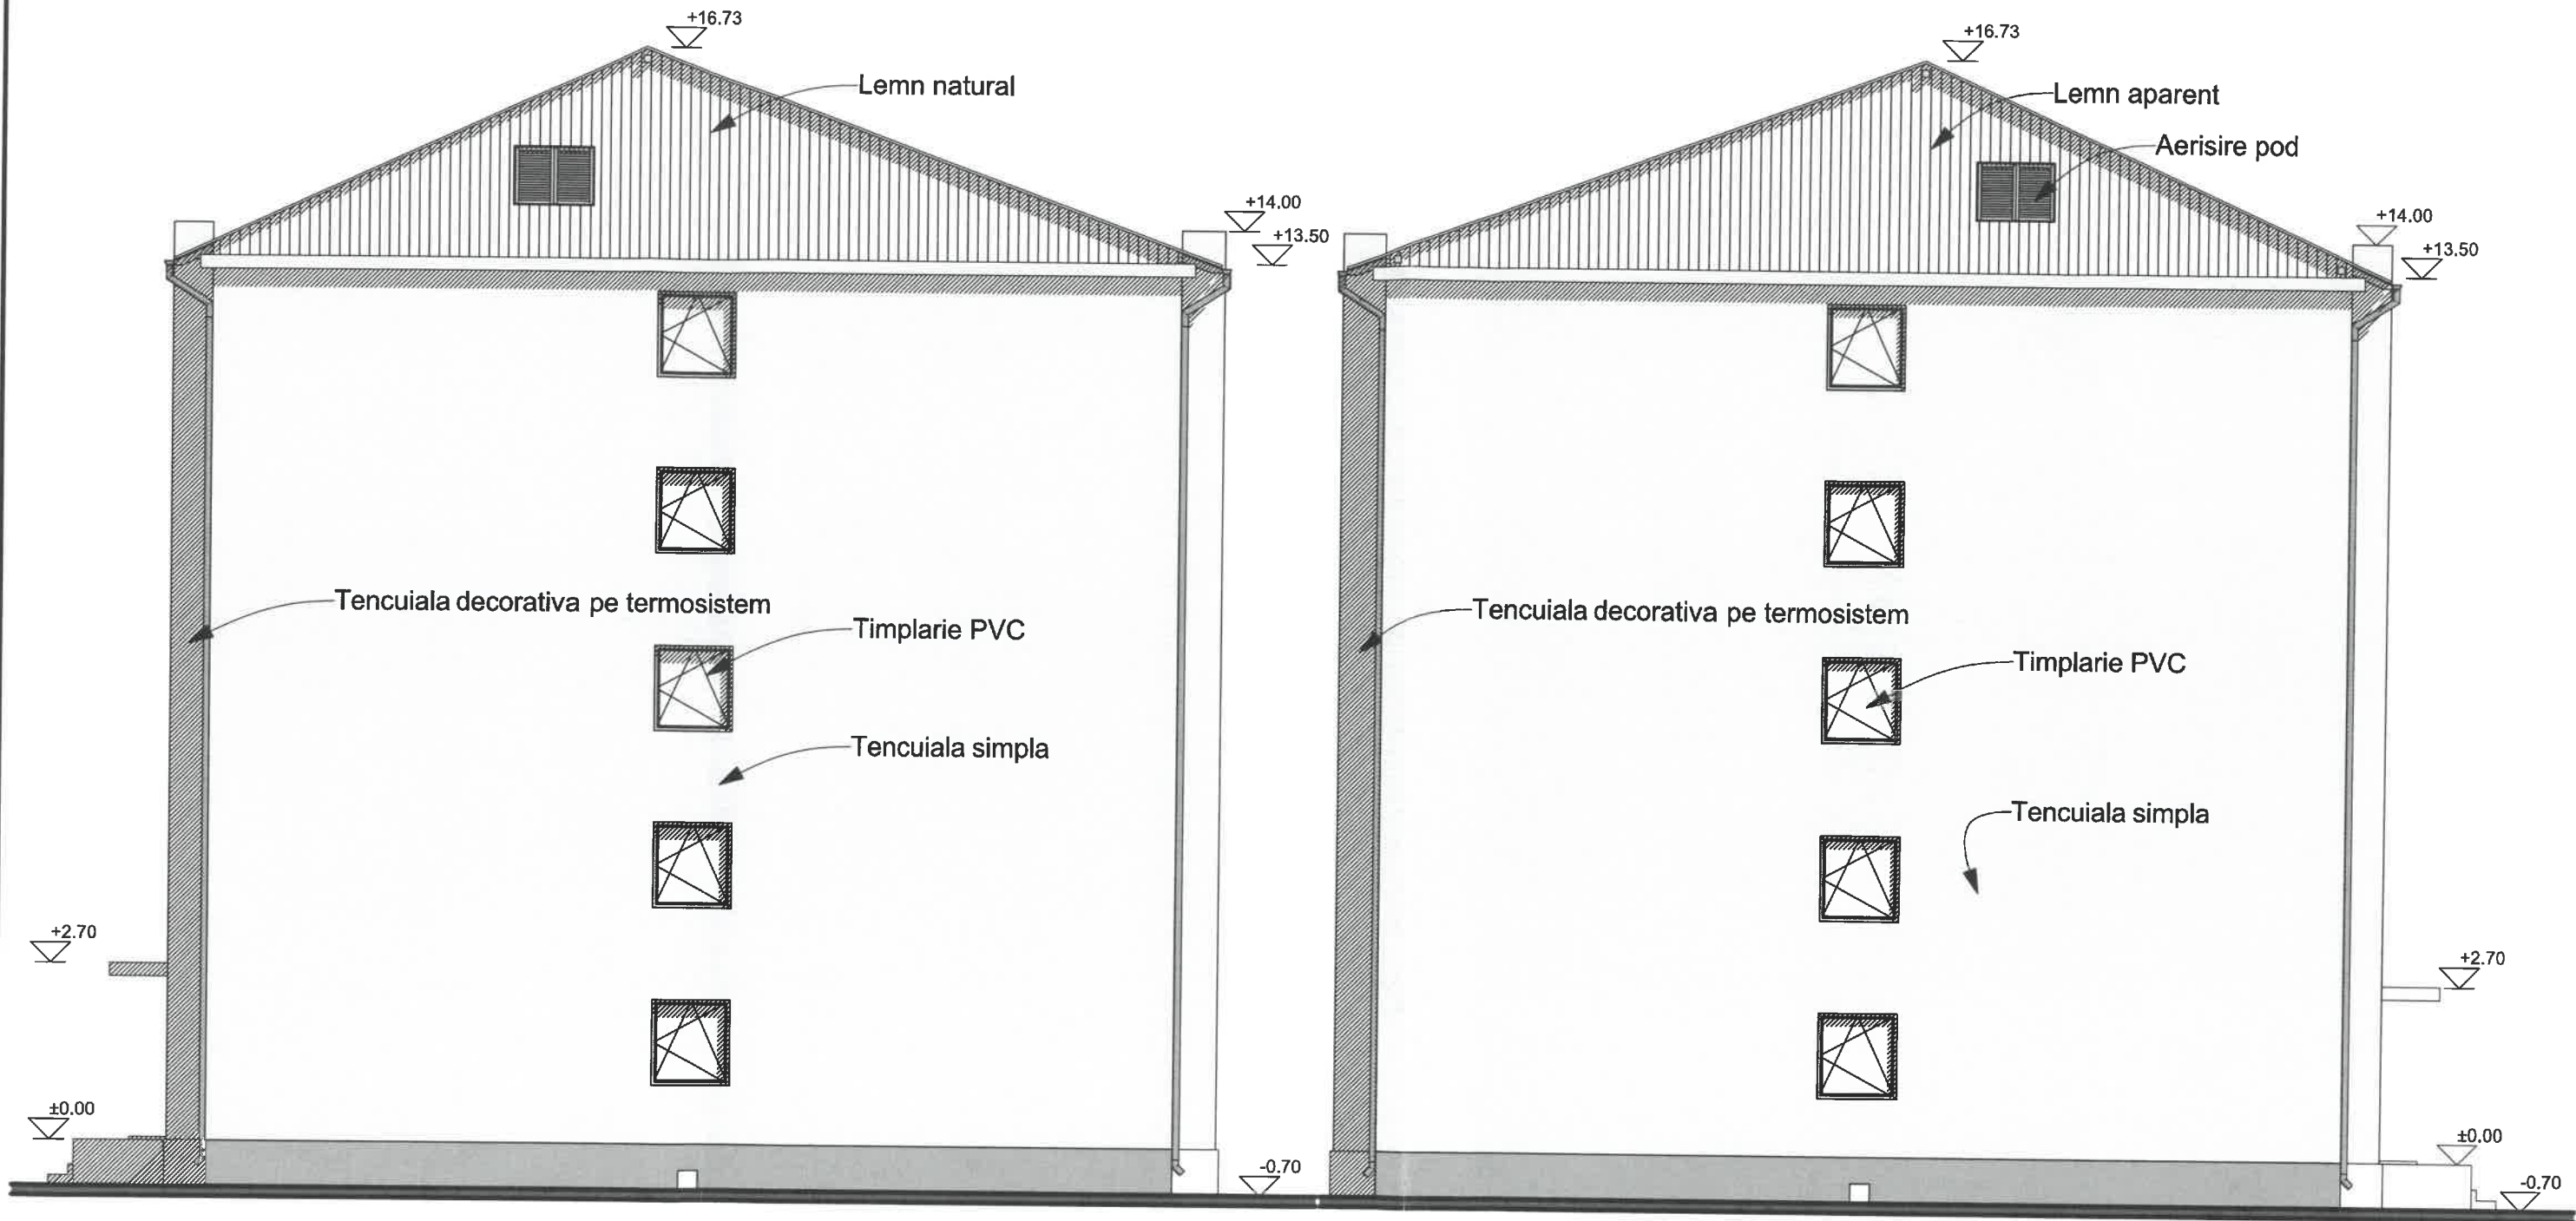 +16.73
Lemn natural
+14.00
+13.50
Tencuiala decorativa pe termosistem
Timplarie PVC
Tencuiala simpla
+2.70
±0.00
-0.70
+16.73
Lemn aparent
Aerisire pod
+14.00
+13.50
Tencuiala decorativa pe termosistem
Timplarie PVC
Tencuiala simpla
+2.70
±0.00
-0.70